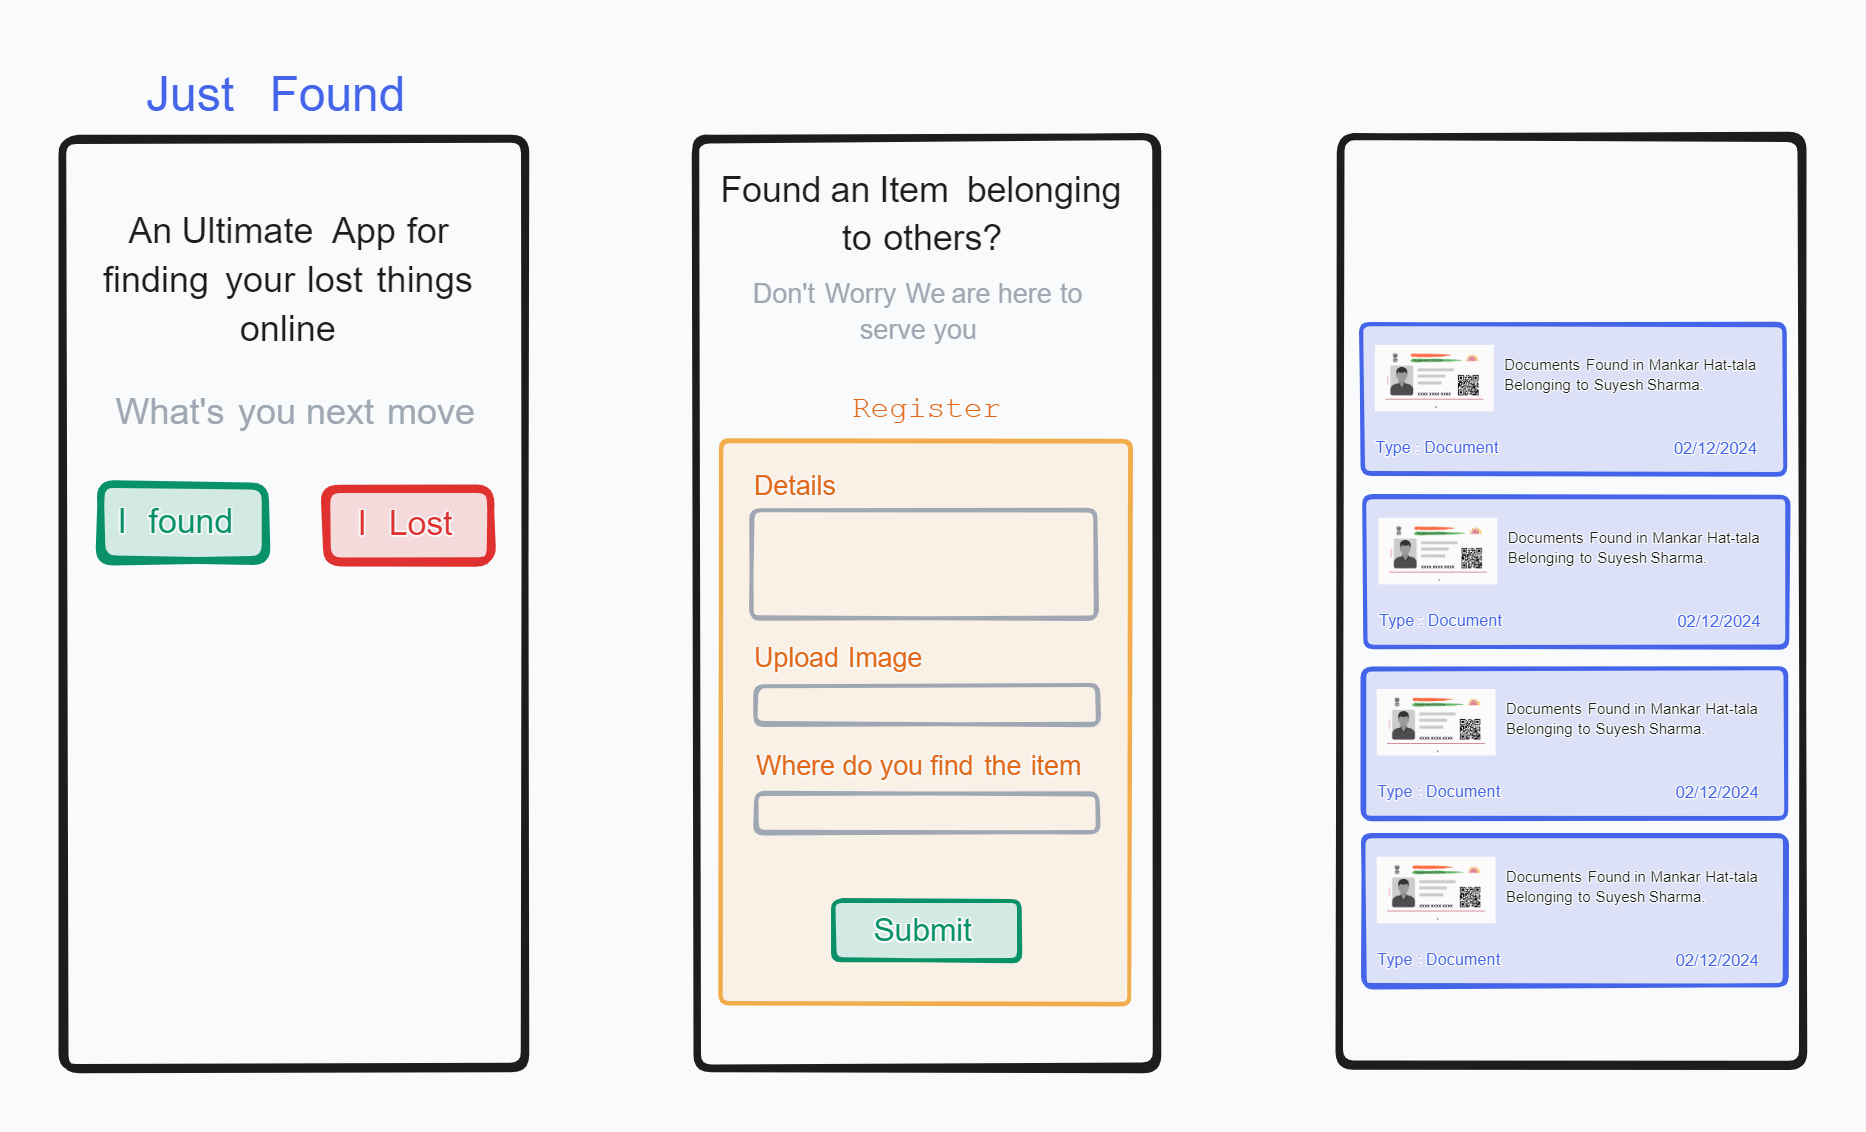 Just Found
An Ultimate App for
finding your lost things
online
What's you next move
I found
I Lost
Found an Item belonging
to others?
Don't Worry We are here to
serve you
Register
Details
Upload Image
Where do you find the item
Submit
Documents Found in Mankar Hat-tala
Belonging to Suyesh Sharma.
Type : Document
02/12/2024
Documents Found in Mankar Hat-tala
Belonging to Suyesh Sharma.
Type : Document
02/12/2024
Documents Found in Mankar Hat-tala
Belonging to Suyesh Sharma.
Type : Document
02/12/2024
Documents Found in Mankar Hat-tala
Belonging to Suyesh Sharma.
Type : Document
02/12/2024